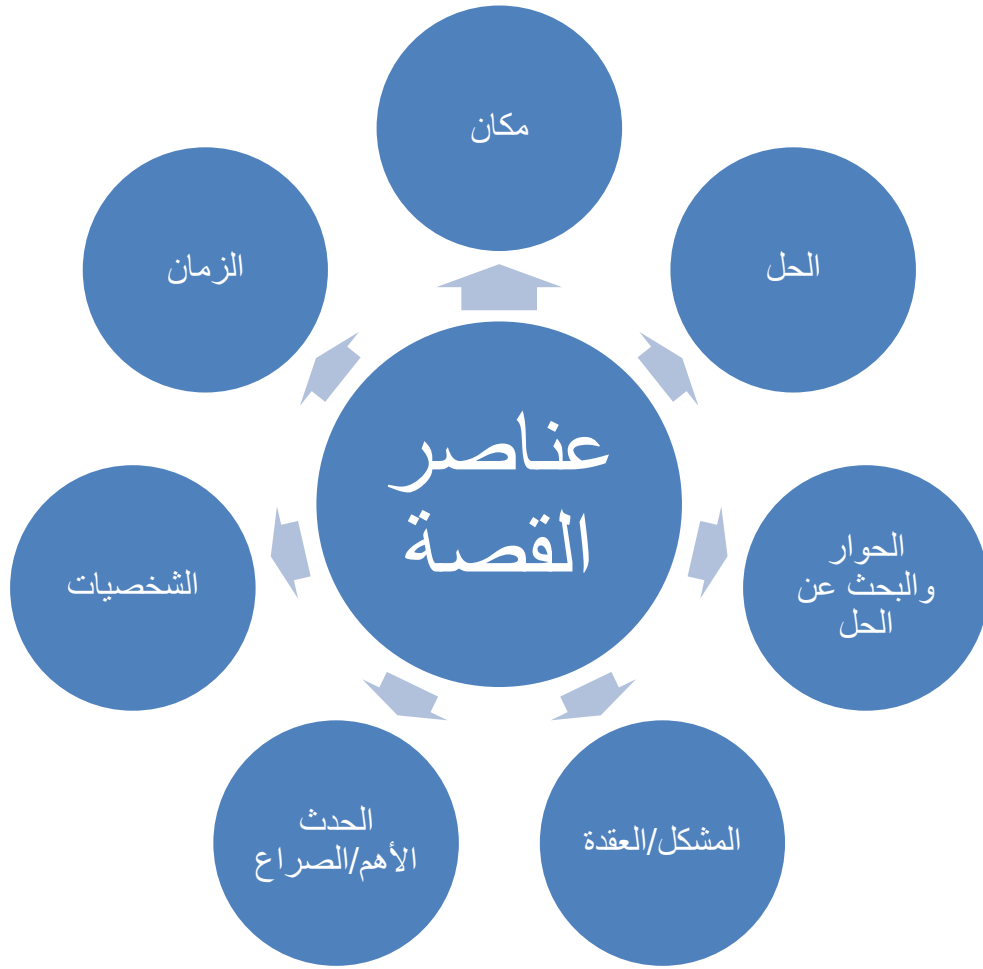 عناصر
القصة
مكان
الحل
الحوار
والبحث عن
الحل
المشكل/العقدة
الحدث
الأهم/الصراع
الشخصيات
الزمان